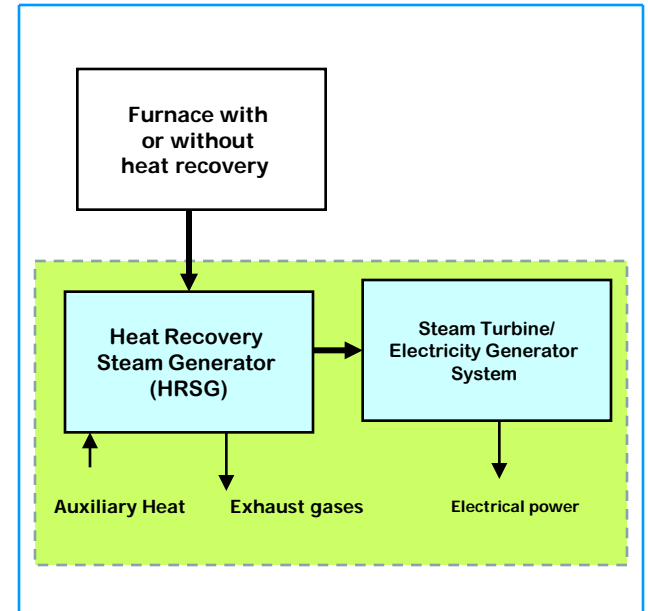 Furnace with
or without
heat recovery
Heat Recovery
Steam Generator
(HRSG)
Steam Turbine/
Electricity Generator
System
Auxiliary Heat
Exhaust gases
Electrical power